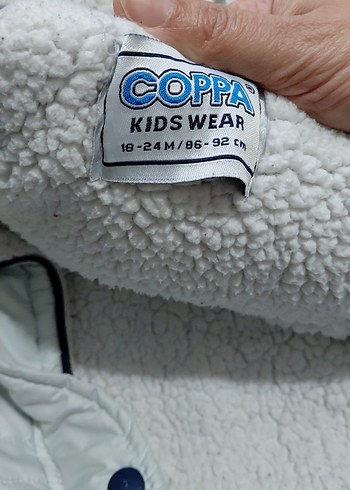 COPPA®
KIDS WEAR
18-24 M / 86-92 cm